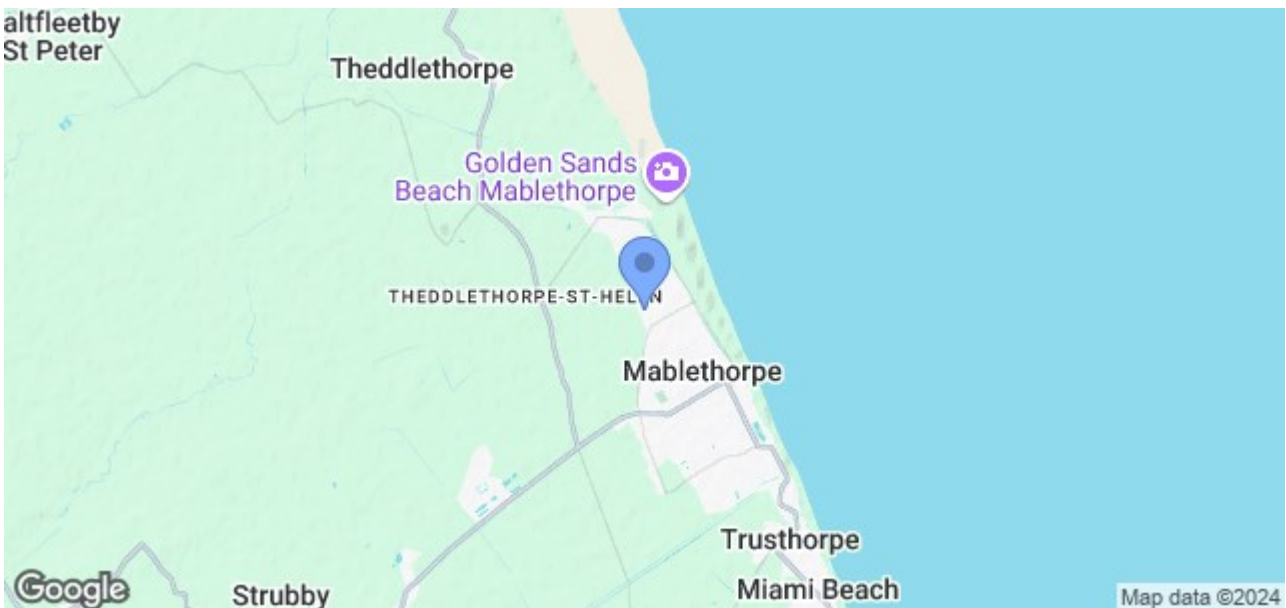 altfleetby
St Peter
Theddlethorpe
Golden Sands
Beach Mablethorpe
THEDDLETHORPE-ST-HEL N
Mablethorpe
Trusthorpe
Miami Beach
Strubby
Google
Map data ©2024